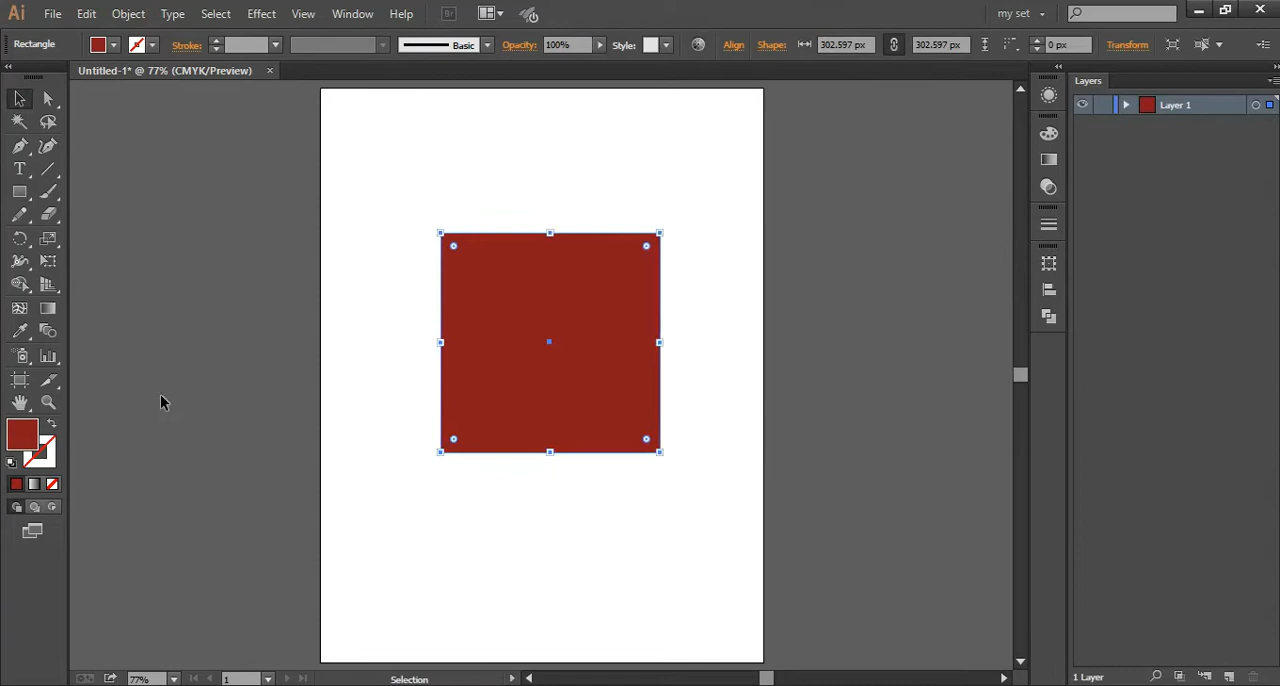 Ai File Edit Object Type Select Effect View Window Help Br my set
Rectangle Stroke: Basic Opacity: 100% Style: Align Shape: 302.597 px 302.597 px 0 px Transform
Untitled-1* @ 77% (CMYK/Preview) ×
Layers
Layer 1
T
77% 1 Selection
1 Layer